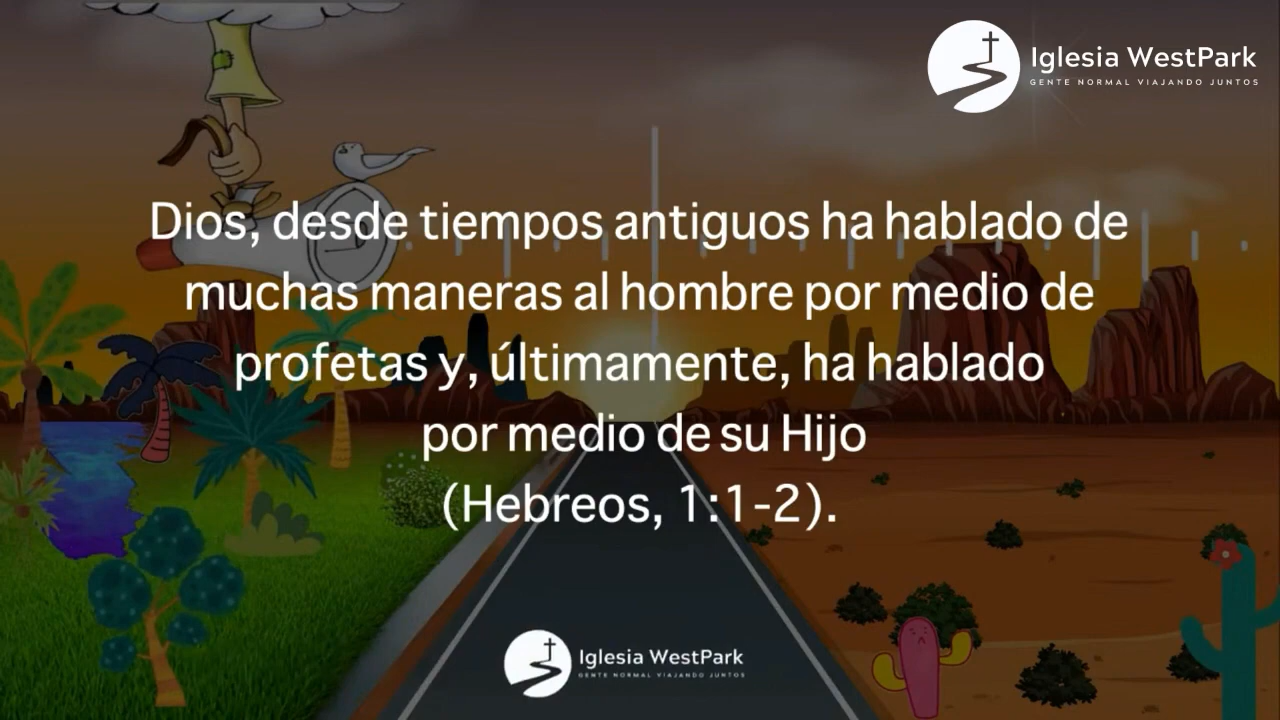 Iglesia WestPark
GENTE NORMAL VIAJANDO JUNTOS
Dios, desde tiempos antiguos ha hablado de
muchas maneras al hombre por medio de
profetas y, últimamente, ha hablado
por medio de su Hijo
(Hebreos, 1:1-2).
Iglesia WestPark
GENTE NORMAL VIAJANDO JUNTOS